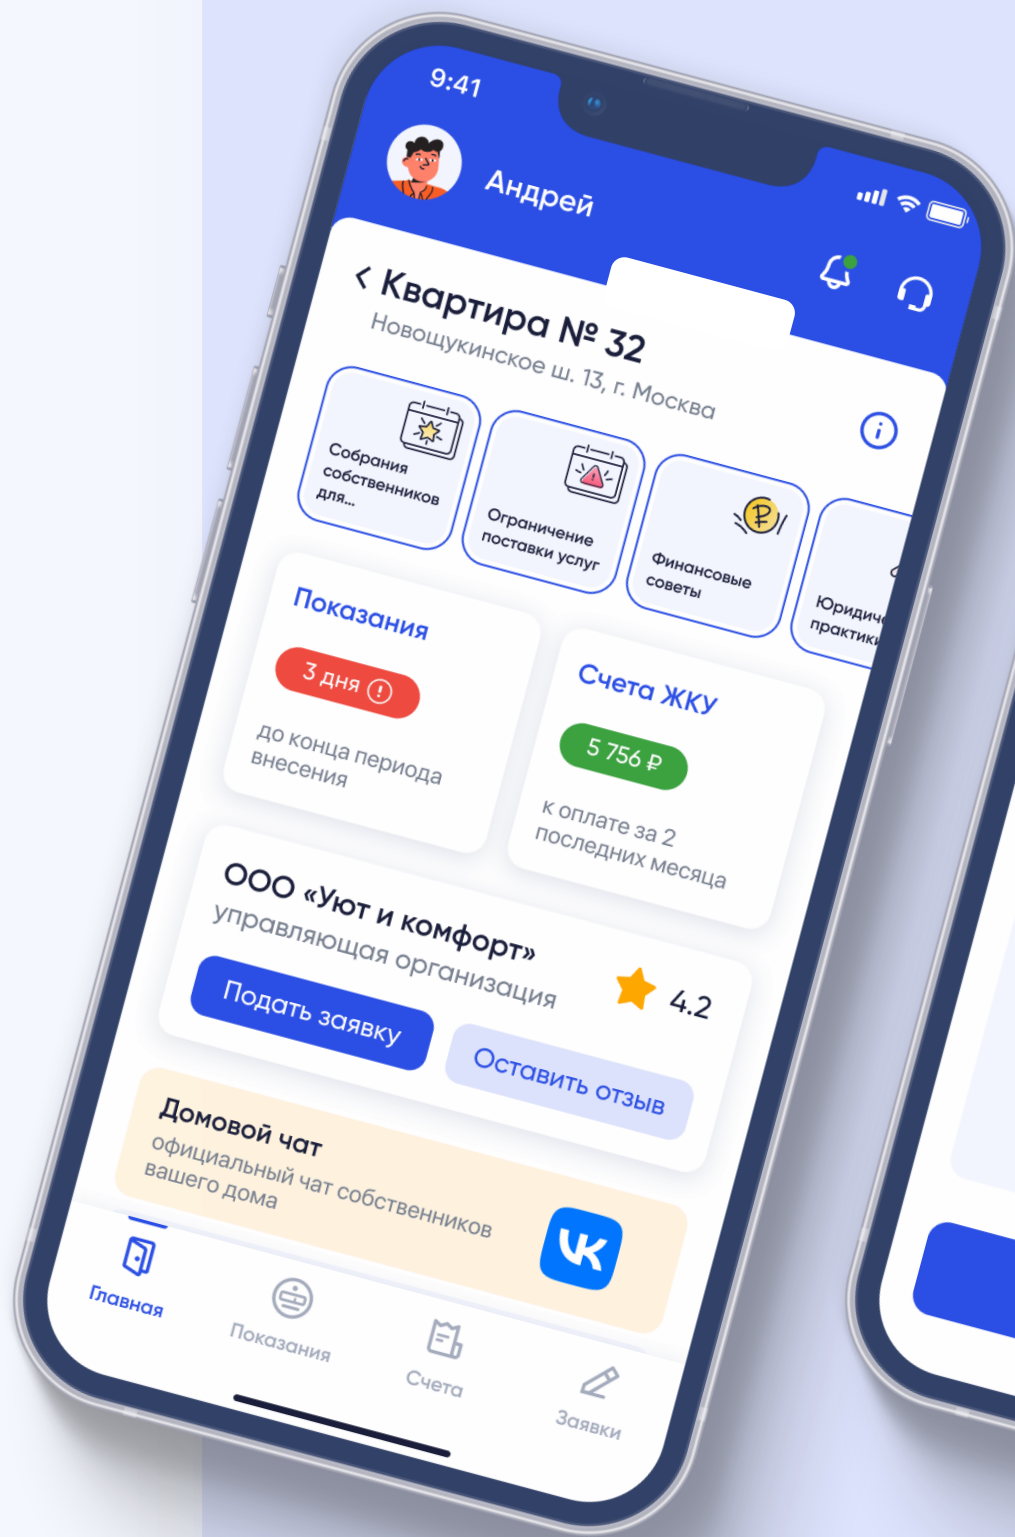 9:41
Андрей
Квартира № 32
Новощукинское ш. 13, г. Москва
Собрания
собственников
для...
Ограничение
поставки услуг
Финансовые
советы
Юридиче
практики
Показания
3 дня
до конца периода
внесения
Счета ЖКУ
5 756 ₽
к оплате за 2
последних месяца
ООО «Уют и комфорт»
управляющая организация
4.2
Подать заявку
Оставить отзыв
Домовой чат
официальный чат собственников
вашего дома
Главная
Показания
Счета
Заявки